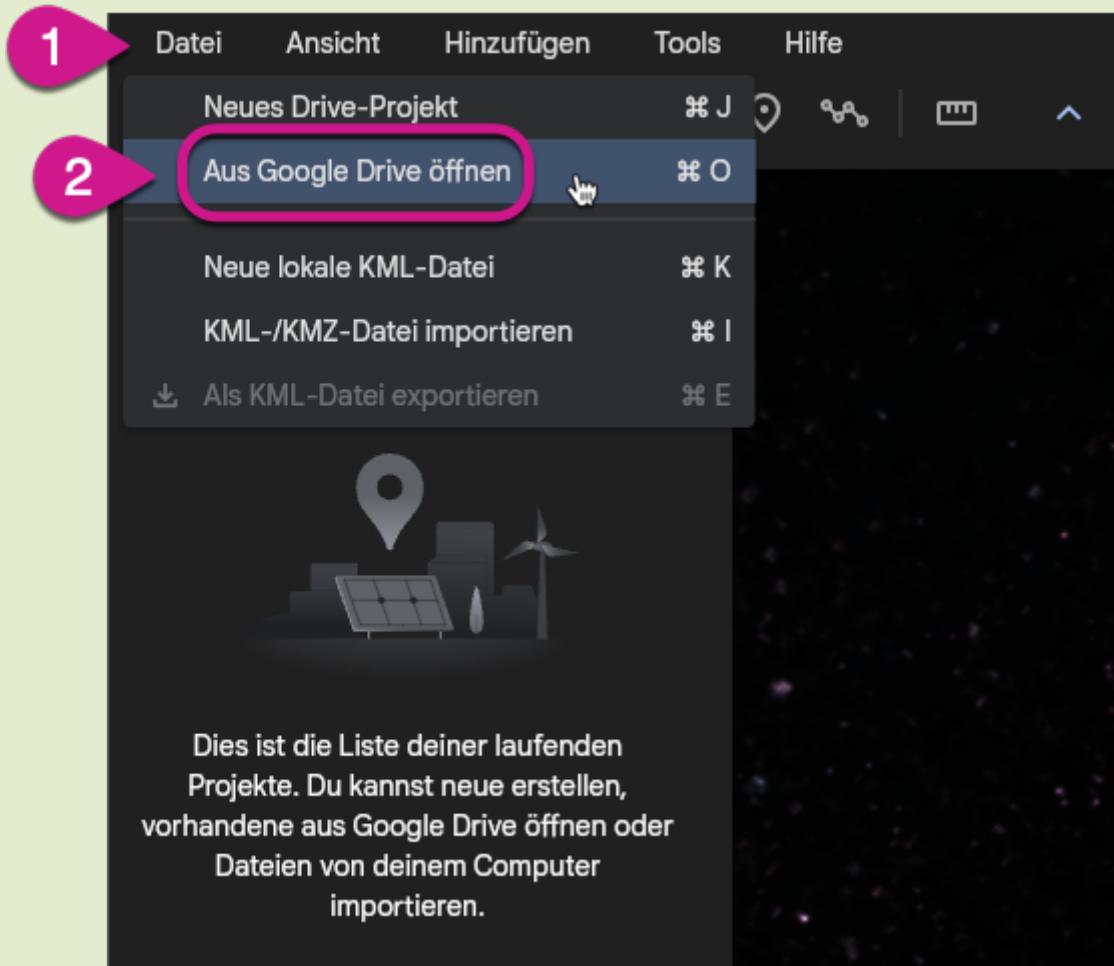 1 Datei Ansicht Hinzufügen Tools Hilfe
Neues Drive-Projekt ⌘ J
2 Aus Google Drive öffnen ⌘ O
Neue lokale KML-Datei ⌘ K
KML-/KMZ-Datei importieren ⌘ I
Als KML-Datei exportieren ⌘ E
Dies ist die Liste deiner laufenden
Projekte. Du kannst neue erstellen,
vorhandene aus Google Drive öffnen oder
Dateien von deinem Computer
importieren.